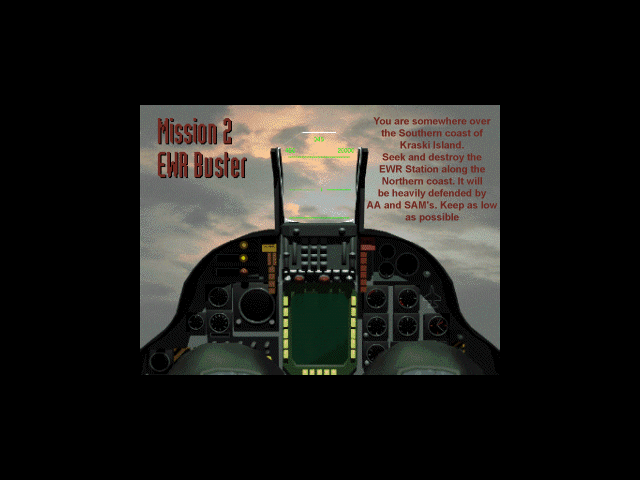 Mission 2
EWR Buster
You are somewhere over
the Southern coast of
Kraski Island.
Seek and destroy the
EWR Station along the
Northern coast. It will
be heavily defended by
AA and SAM's. Keep as low
as possible